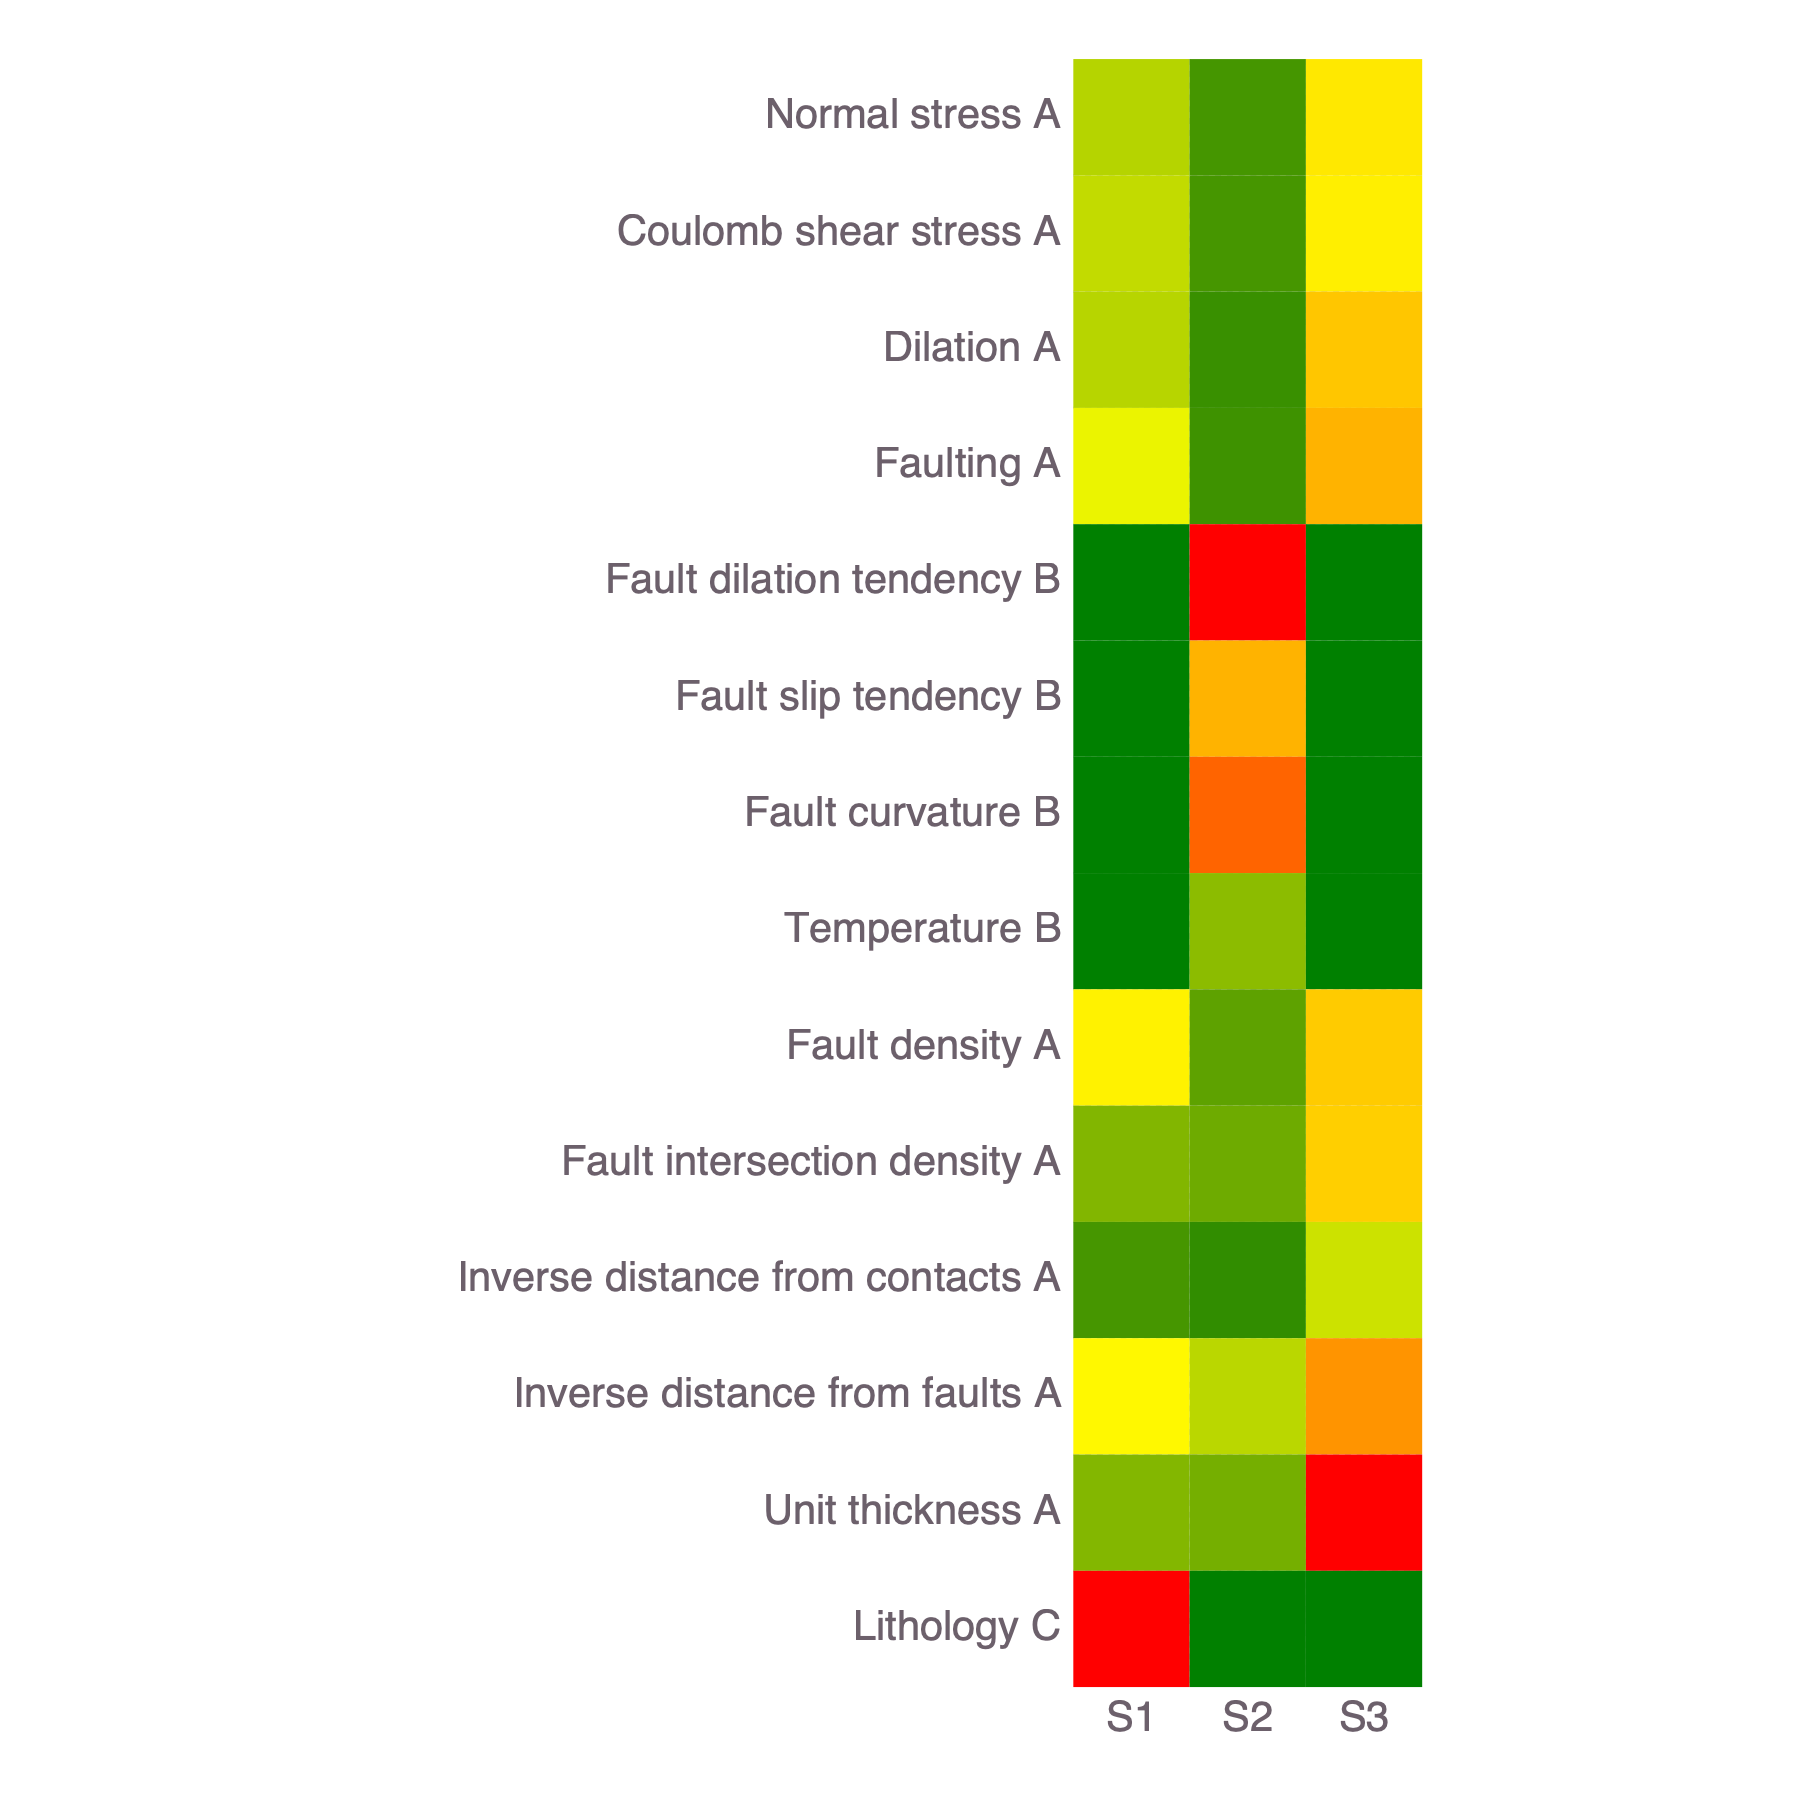 Normal stress A
Coulomb shear stress A
Dilation A
Faulting A
Fault dilation tendency B
Fault slip tendency B
Fault curvature B
Temperature B
Fault density A
Fault intersection density A
Inverse distance from contacts A
Inverse distance from faults A
Unit thickness A
Lithology C
S1 S2 S3